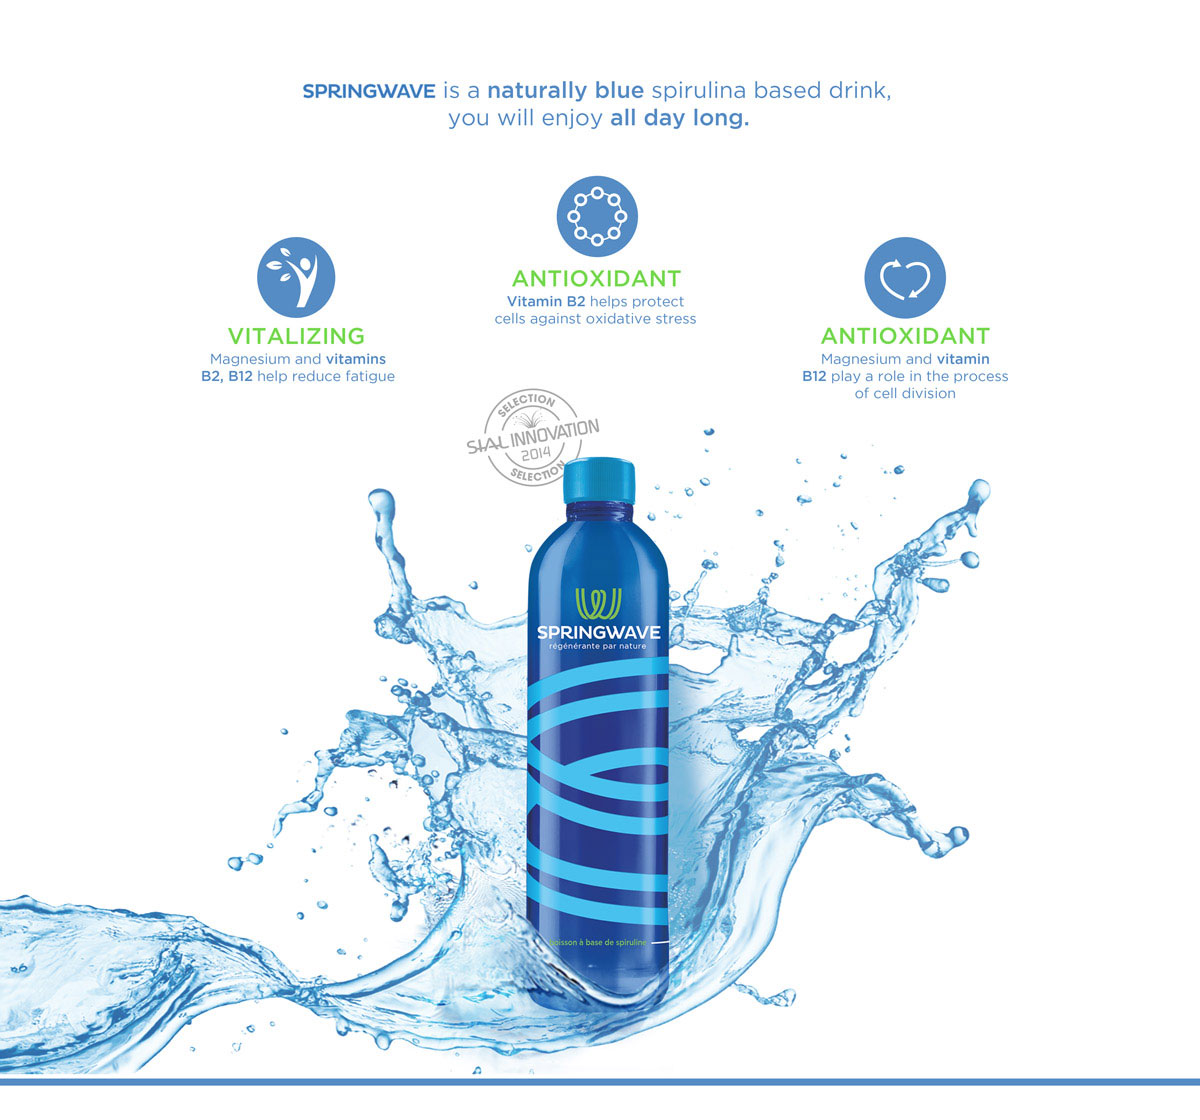 SPRINGWAVE is a naturally blue spirulina based drink,
you will enjoy all day long.
ANTIOXIDANT
Vitamin B2 helps protect
cells against oxidative stress
VITALIZING
Magnesium and vitamins
B2, B12 help reduce fatigue
ANTIOXIDANT
Magnesium and vitamin
B12 play a role in the process
of cell division
SELECTION
SIAL INNOVATION
2014
SELECTION
SPRINGWAVE
régénérante par nature
boisson à base de spiruline